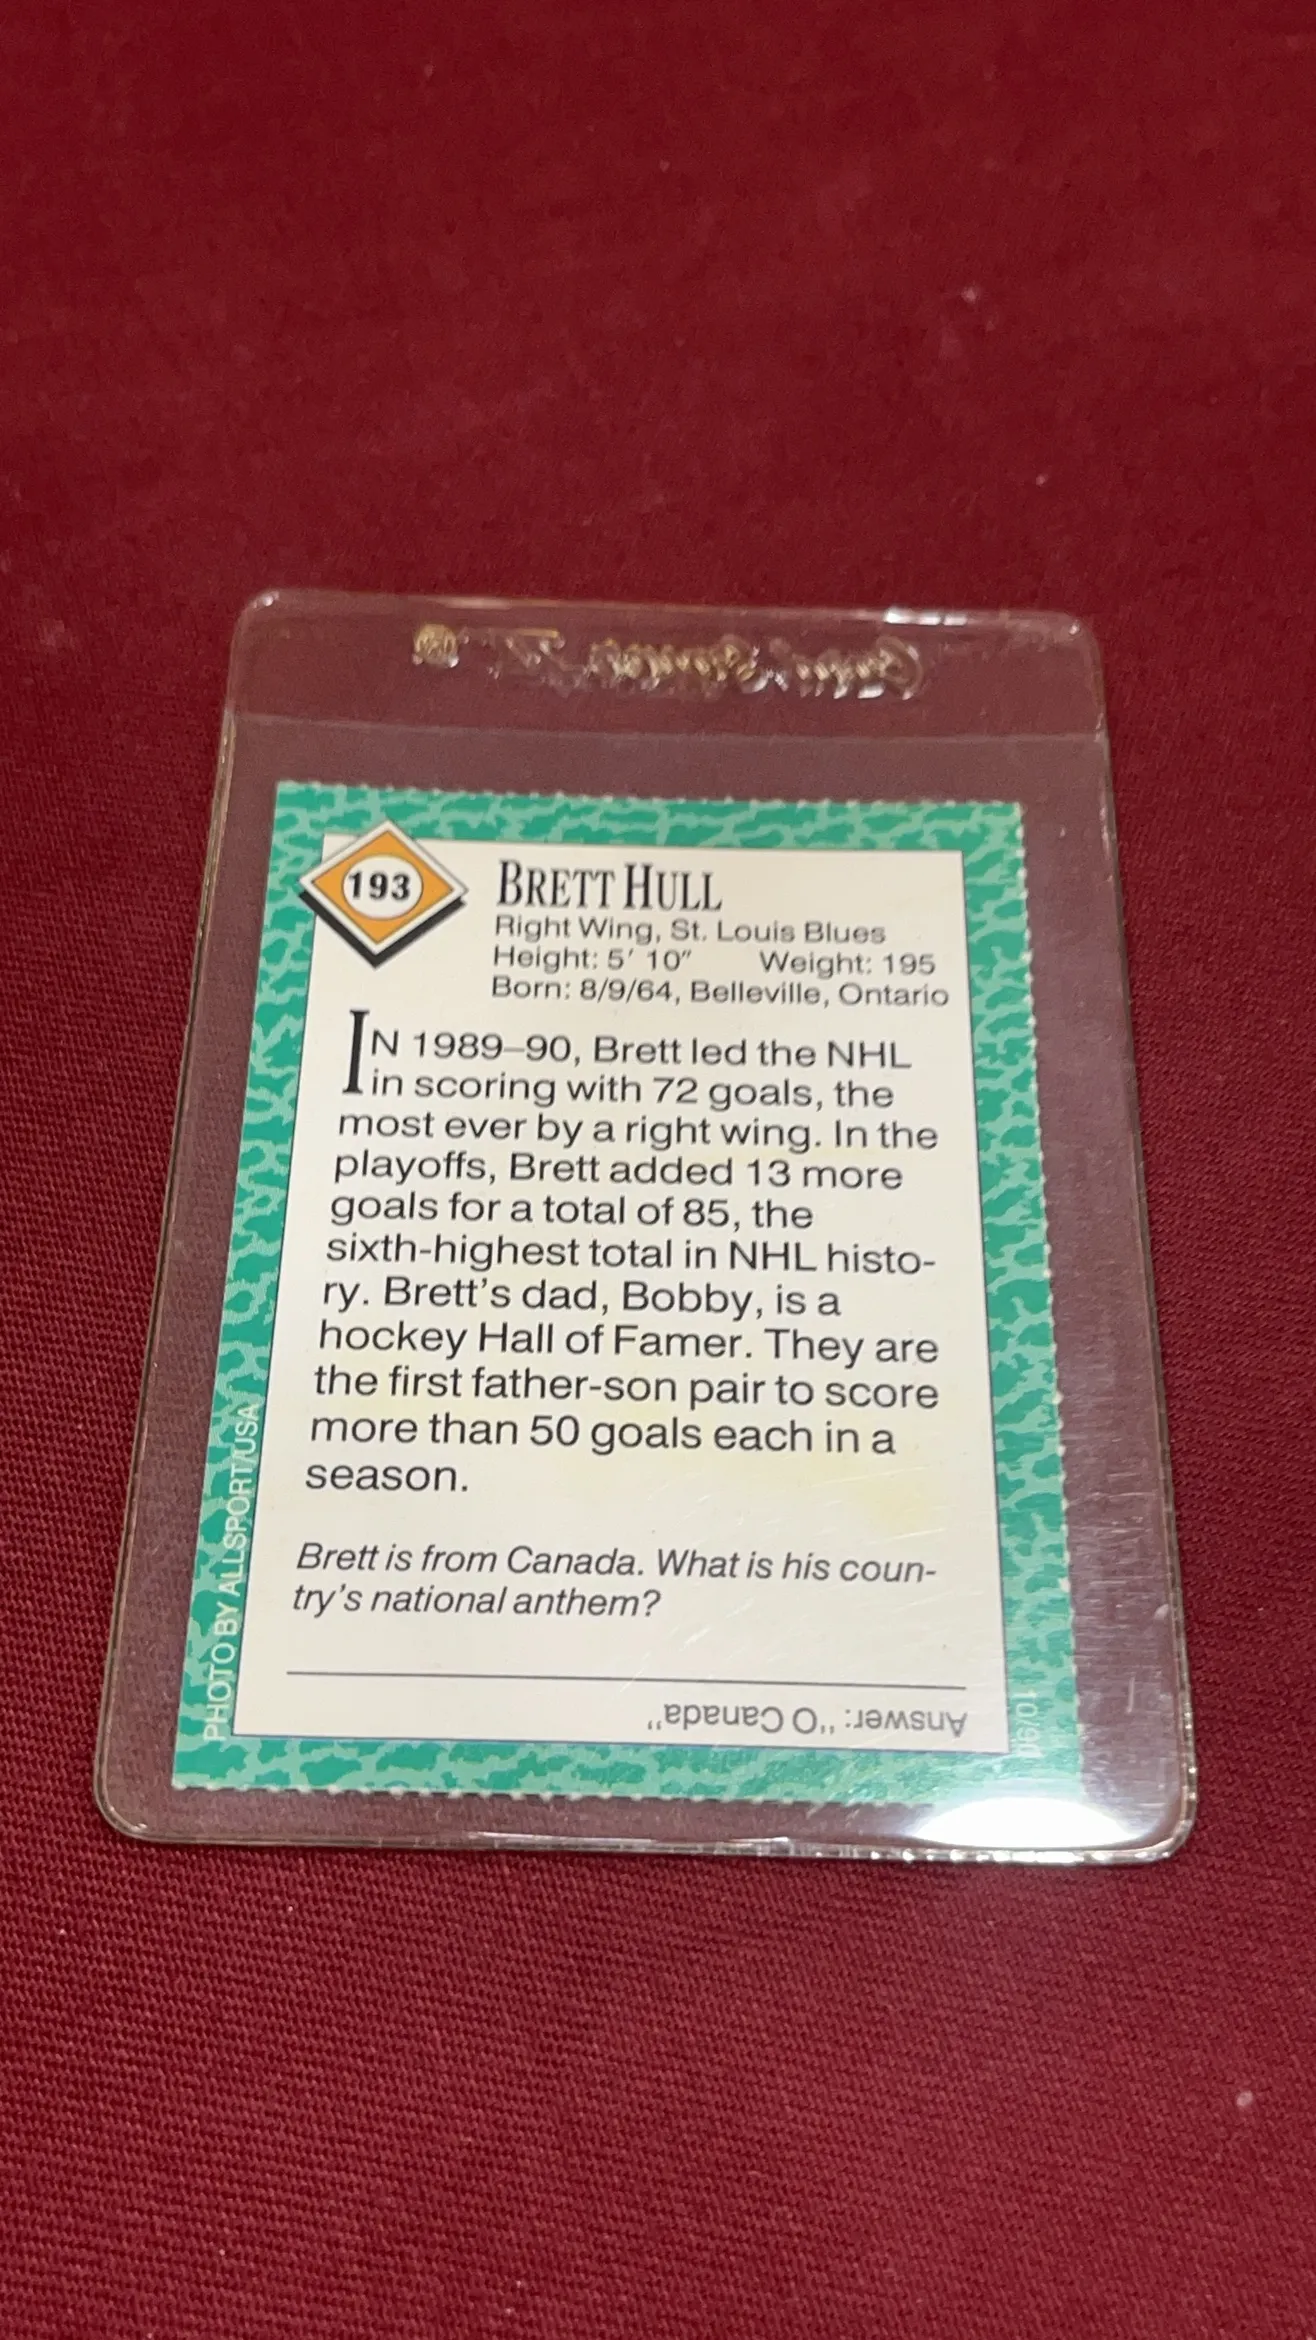 193
BRETT HULL
Right Wing, St. Louis Blues
Height: 5' 10" Weight: 195
Born: 8/9/64, Belleville, Ontario
IN 1989–90, Brett led the NHL
in scoring with 72 goals, the
most ever by a right wing. In the
playoffs, Brett added 13 more
goals for a total of 85, the
sixth-highest total in NHL histo-
ry. Brett's dad, Bobby, is a
hockey Hall of Famer. They are
the first father-son pair to score
more than 50 goals each in a
season.
Brett is from Canada. What is his coun-
try's national anthem?
Answer: "O Canada"
PHOTO BY ALLSPORT/USA